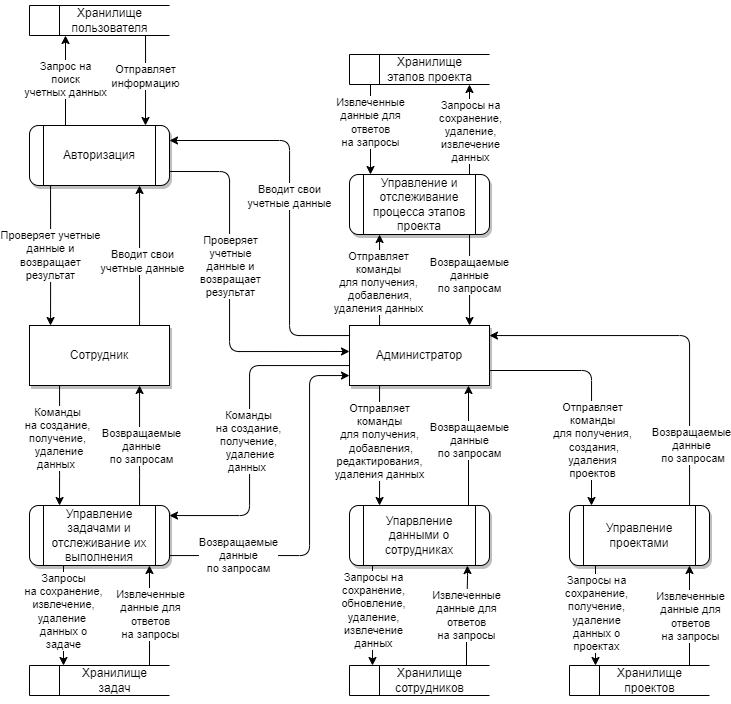 Хранилище
пользователя
Запрос на
поиск
учетных данных
Отправляет
информацию
Авторизация
Проверяет учетные
данные и
возвращает
результат
Вводит свои
учетные данные
Проверяет
учетные
данные и
возвращает
результат
Вводит свои
учетные данные
Хранилище
этапов проекта
Извлеченные
данные для
ответов
на запросы
Запросы на
сохранение,
удаление,
извлечение
данных
Управление и
отслеживание
процесса этапов
проекта
Отправляет
команды
для получения,
добавления,
удаления данных
Возвращаемые
данные
по запросам
Сотрудник
Администратор
Команды
на создание,
получение,
удаление
данных
Возвращаемые
данные
по запросам
Команды
на создание,
получение,
удаление
данных
Отправляет
команды
для получения,
добавления,
редактирования,
удаления данных
Возвращаемые
данные
по запросам
Отправляет
команды
для получения,
создания,
удаления
проектов
Возвращаемые
данные
по запросам
Управление
задачами и
отслеживание их
выполнения
Возвращаемые
данные
по запросам
Упарвление
данными о
сотрудниках
Управление
проектами
Запросы
на сохранение,
извлечение,
удаление
данных о
задаче
Извлеченные
данные для
ответов
на запросы
Запросы на
сохранение,
обновление,
удаление,
извлечение
данных
Извлеченные
данные для
ответов
на запросы
Запросы на
сохранение,
получение,
удаление
данных о
проектах
Извлеченные
данные для
ответов
на запросы
Хранилище
задач
Хранилище
сотрудников
Хранилище
проектов